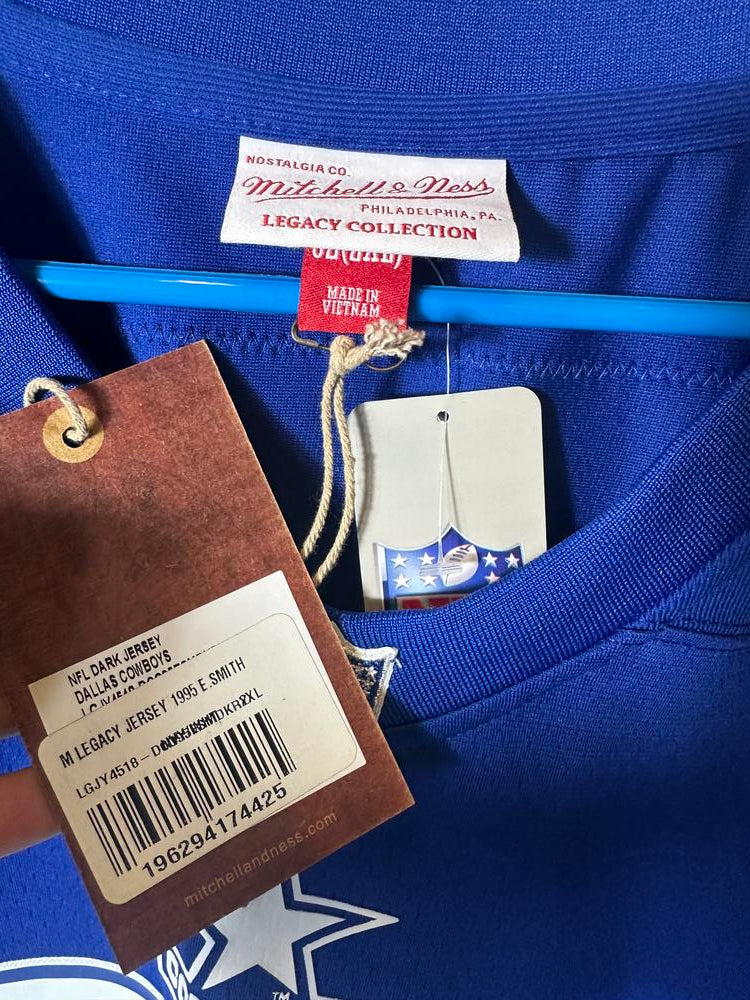 NOSTALGIA CO.
Mitchell & Ness
PHILADELPHIA, PA.
LEGACY COLLECTION
MADE IN
VIETNAM
NFL DARK JERSEY
DALLAS COWBOYS
M LEGACY JERSEY 1995 E.SMITH
196294174425
mitchellandness.com
TM